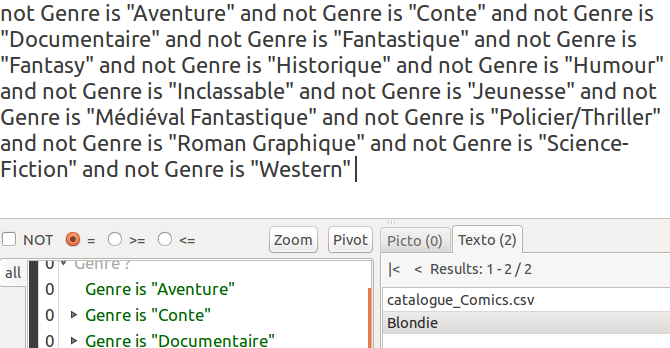 not Genre is "Aventure" and not Genre is "Conte" and not Genre is
"Documentaire" and not Genre is "Fantastique" and not Genre is
"Fantasy" and not Genre is "Historique" and not Genre is "Humour"
and not Genre is "Inclassable" and not Genre is "Jeunesse" and not
Genre is "Médiéval Fantastique" and not Genre is "Policier/Thriller"
and not Genre is "Roman Graphique" and not Genre is "Science-
Fiction" and not Genre is "Western"
NOT = >= <= Zoom Pivot
Picto (0) Texto (2)
all
0 Genre ?
0 Genre is "Aventure"
0 Genre is "Conte"
0 Genre is "Documentaire"
|< < Results: 1 - 2 / 2
catalogue_Comics.csv
Blondie